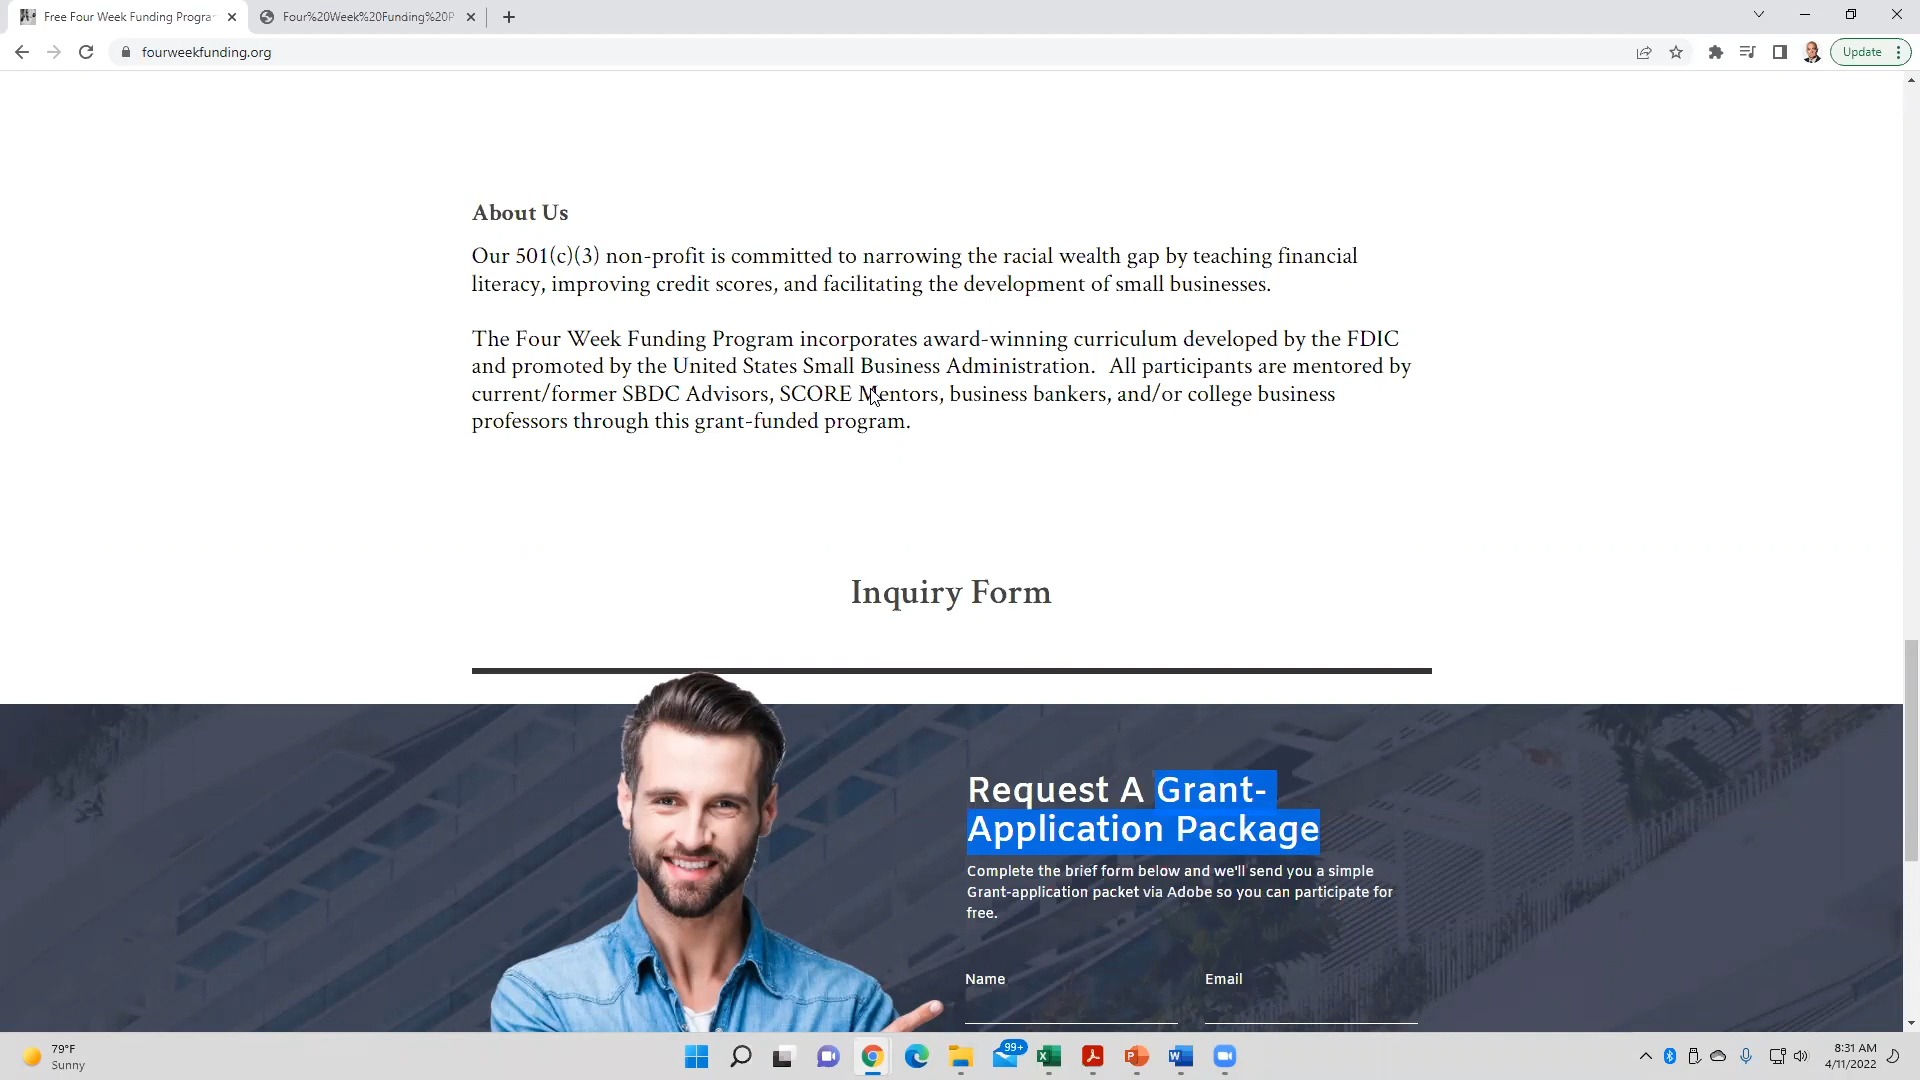 Free Four Week Funding Progra
Four%20Week%20Funding%20P
fourweekfunding.org
Update
About Us
Our 501(c)(3) non-profit is committed to narrowing the racial wealth gap by teaching financial
literacy, improving credit scores, and facilitating the development of small businesses.
The Four Week Funding Program incorporates award-winning curriculum developed by the FDIC
and promoted by the United States Small Business Administration. All participants are mentored by
current/former SBDC Advisors, SCORE Mentors, business bankers, and/or college business
professors through this grant-funded program.
Inquiry Form
Request A Grant-
Application Package
Complete the brief form below and we'll send you a simple
Grant-application packet via Adobe so you can participate for
free.
Name Email
79°F
Sunny
99+
8:31 AM
4/11/2022